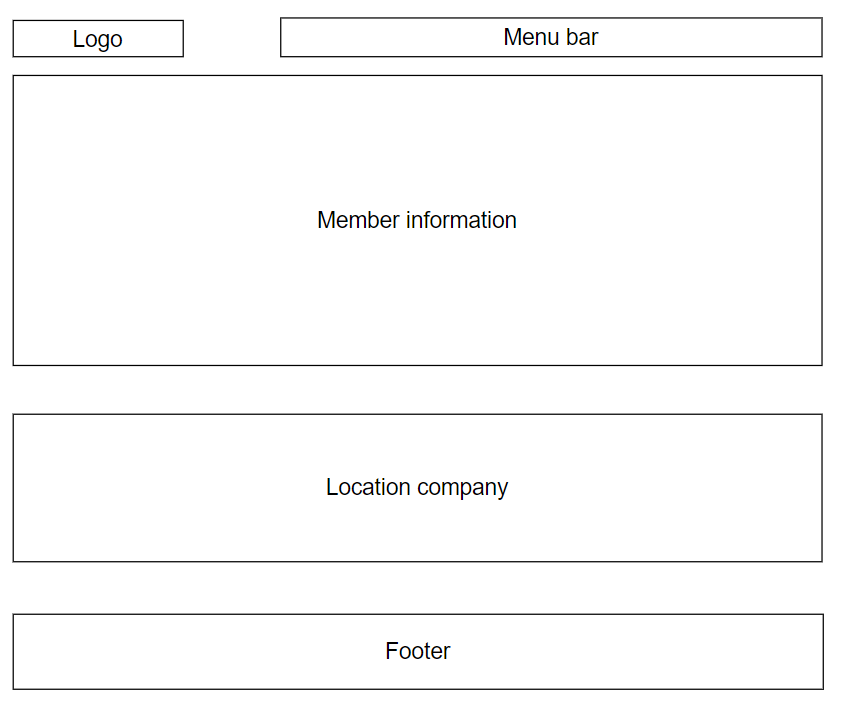 Logo
Menu bar
Member information
Location company
Footer